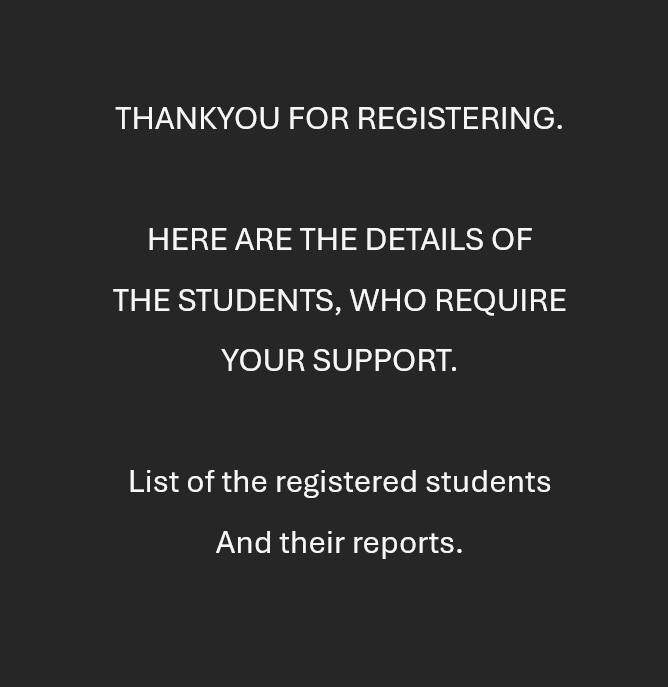 THANKYOU FOR REGISTERING.
HERE ARE THE DETAILS OF
THE STUDENTS, WHO REQUIRE
YOUR SUPPORT.
List of the registered students
And their reports.